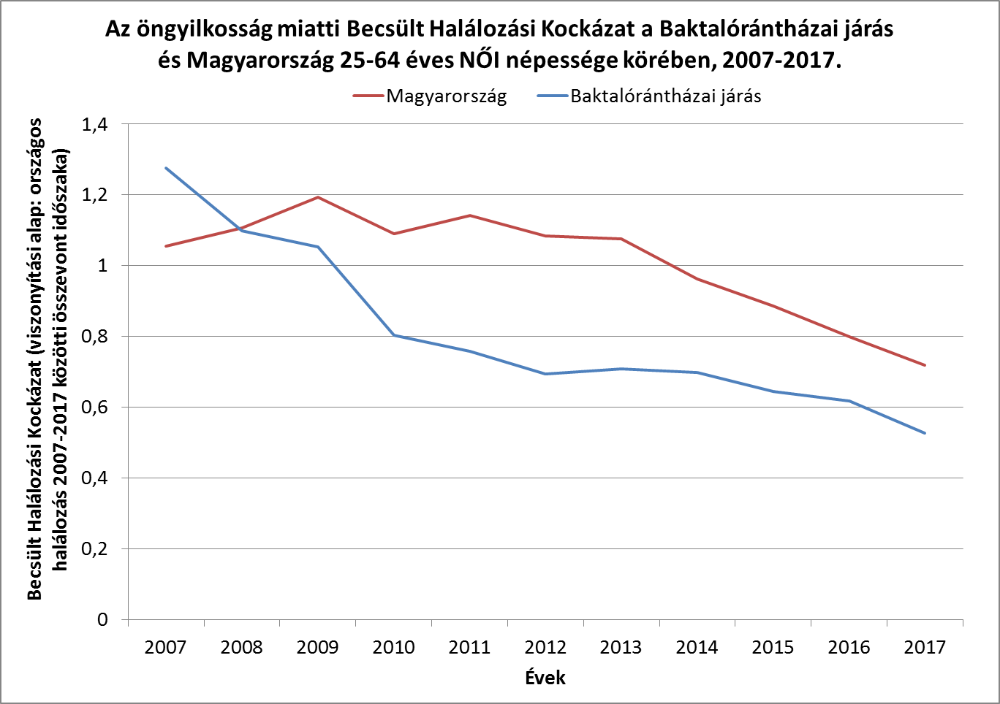 Az öngyilkosság miatti Becsült Halálozási Kockázat a Baktalórántházai járás
és Magyarország 25-64 éves NŐI népessége körében, 2007-2017.
Magyarország
Baktalórántházai járás
Becsült Halálozási Kockázat (viszonyítási alap: országos
halálozás 2007-2017 közötti összevont időszaka)
1,4
1,2
1
0,8
0,6
0,4
0,2
0
2007 2008 2009 2010 2011 2012 2013 2014 2015 2016 2017
Évek